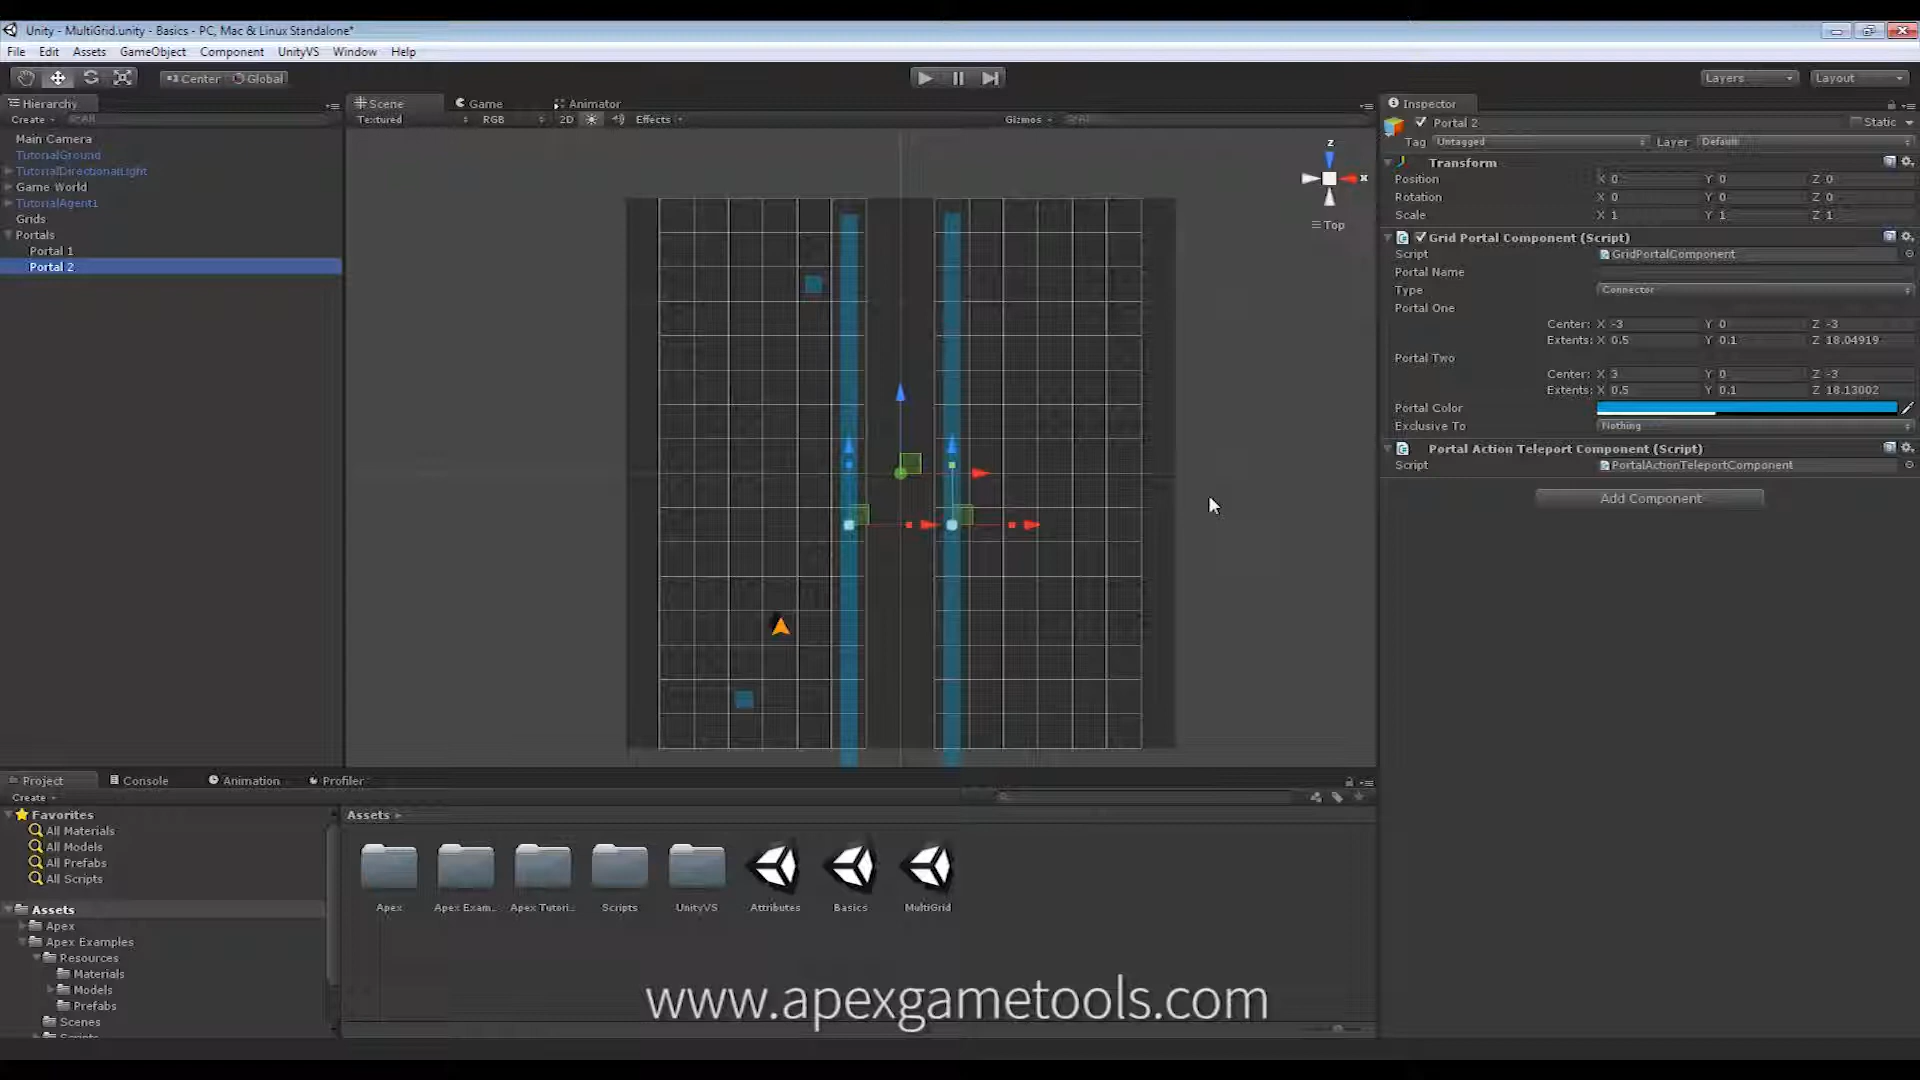 Unity - MultiGrid.unity - Basics - PC, Mac & Linux Standalone*
File Edit Assets GameObject Component UnityVS Window Help
Center Global
Layers Layout
Hierarchy
Create
All
Main Camera
TutorialGround
TutorialDirectionalLight
Game World
TutorialAgent1
Grids
Portals
Portal 1
Portal 2
Scene Game Animator
Textured RGB 2D Effects Gizmos All
z
x
Top
Inspector
Portal 2 Static
Tag Untagged Layer Default
Transform
Position X 0 Y 0 Z 0
Rotation X 0 Y 0 Z 0
Scale X 1 Y 1 Z 1
Grid Portal Component (Script)
Script GridPortalComponent
Portal Name
Type Connector
Portal One
Center: X -3 Y 0 Z -3
Extents: X 0.5 Y 0.1 Z 18.04919
Portal Two
Center: X 3 Y 0 Z -3
Extents: X 0.5 Y 0.1 Z 18.13002
Portal Color
Exclusive To Nothing
Portal Action Teleport Component (Script)
Script PortalActionTeleportComponent
Add Component
Project Console Animation Profiler
Create
Favorites
All Materials
All Models
All Prefabs
All Scripts
Assets
Apex
Apex Examples
Resources
Materials
Models
Prefabs
Scenes
Scripts
Assets
Apex Apex Exam... Apex Tutori... Scripts UnityVS Attributes Basics MultiGrid
www.apexgametools.com